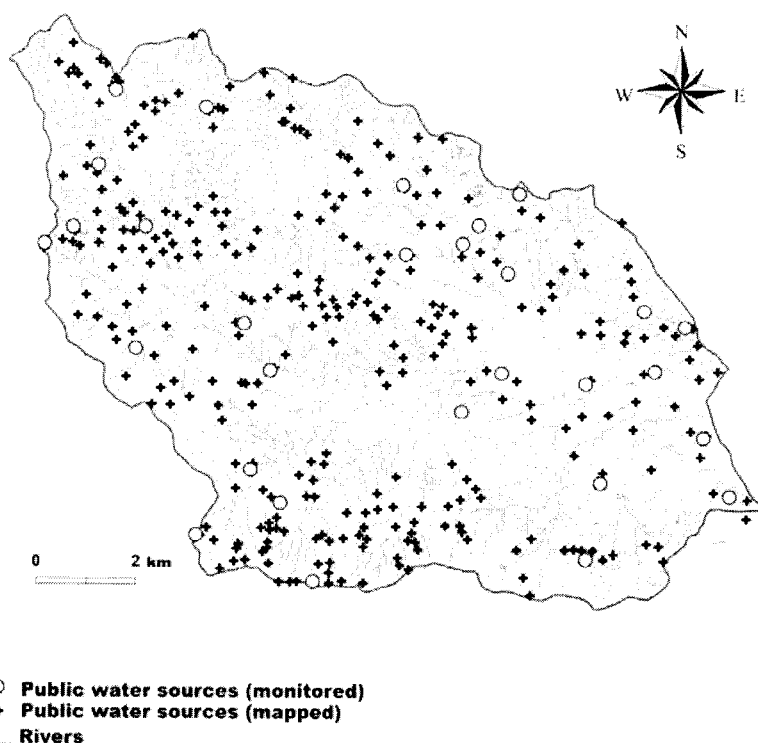 N
W E
S
0 2 km
Public water sources (monitored)
Public water sources (mapped)
Rivers